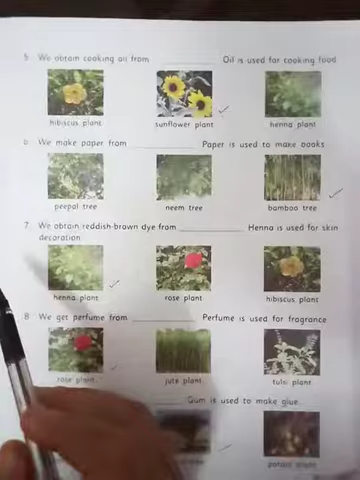 5. We obtain cooking oil from ________ Oil is used for cooking food
hibiscus plant sunflower plant henna plant
6 We make paper from ________ Paper is used to make books
peepal tree neem tree bamboo tree
7. We obtain reddish-brown dye from ________ Henna is used for skin
decoration
henna plant rose plant hibiscus plant
8 We get perfume from ________ Perfume is used for fragrance
rose plant jute plant tulsi plant
Gum is used to make glue